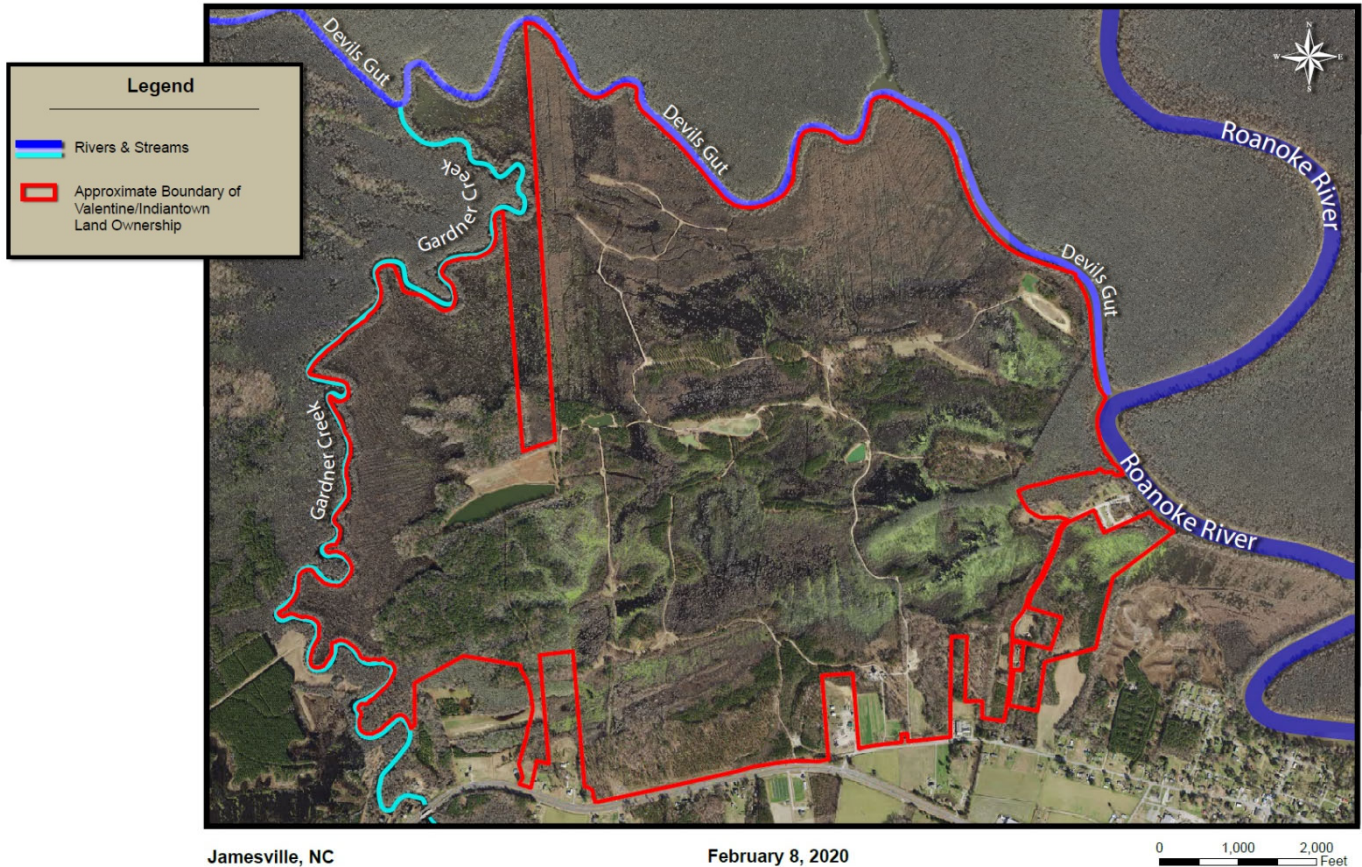 Legend
Rivers & Streams
Approximate Boundary of
Valentine/Indiantown
Land Ownership
Devils Gut
Gardner Creek
Devils Gut
Roanoke River
N
W
E
S
Devils Gut
Gardner Creek
Roanoke River
Jamesville, NC
February 8, 2020
0
1,000
2,000
Feet